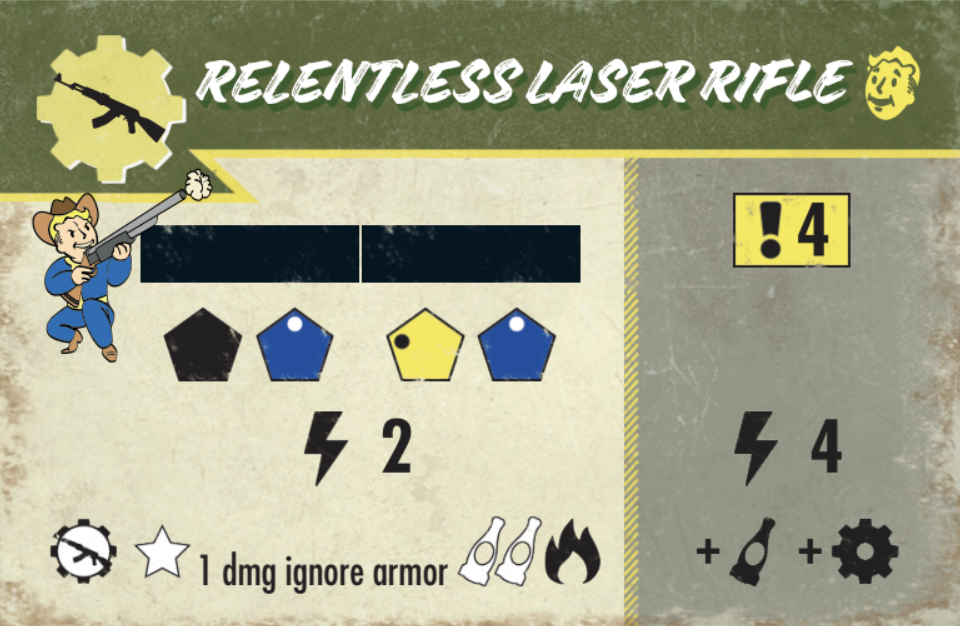 RELENTLESS LASER RIFLE
! 4
2
4
1 dmg ignore armor
+ +